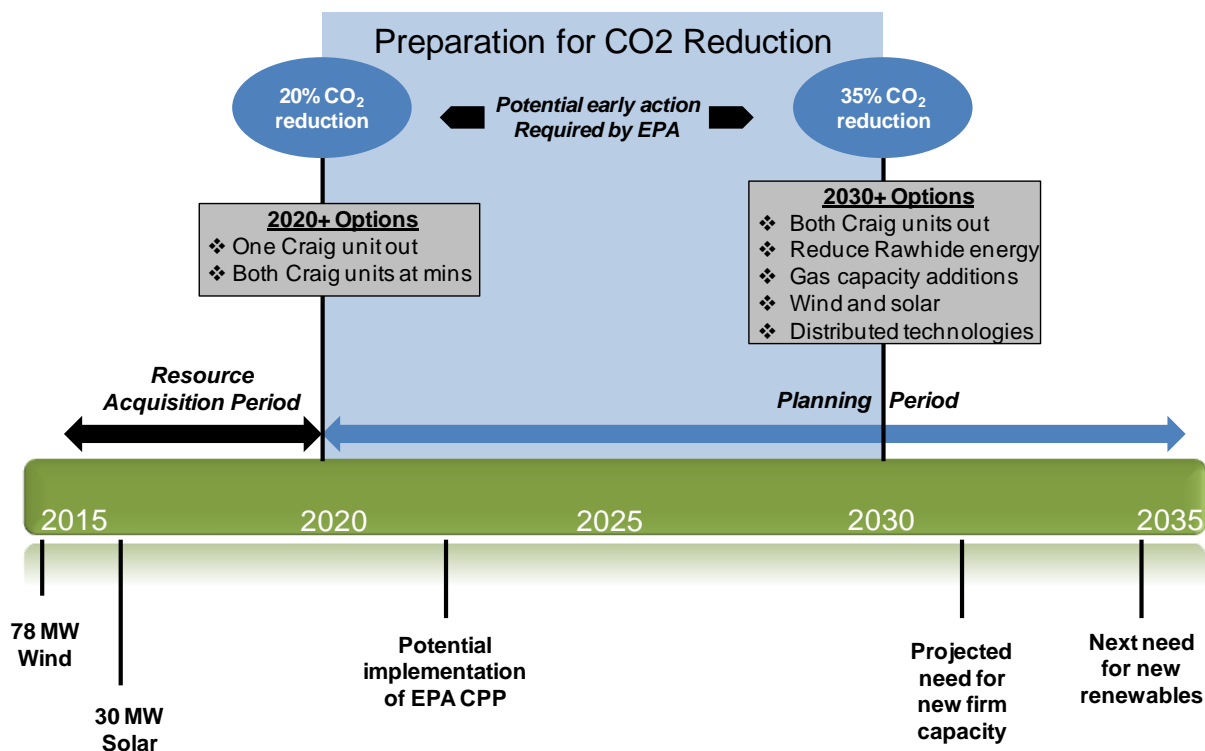 Preparation for CO2 Reduction
20% CO2
reduction
Potential early action
Required by EPA
35% CO2
reduction
2020+ Options
❖ One Craig unit out
❖ Both Craig units at mins
2030+ Options
❖ Both Craig units out
❖ Reduce Rawhide energy
❖ Gas capacity additions
❖ Wind and solar
❖ Distributed technologies
Resource
Acquisition Period
Planning Period
2015 2020 2025 2030 2035
78 MW
Wind
30 MW
Solar
Potential
implementation
of EPA CPP
Projected
need for
new firm
capacity
Next need
for new
renewables